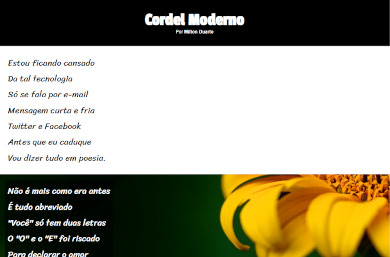 Cordel Moderno
Por Milton Duarte
Estou ficando cansado
Da tal tecnologia
Só se fala por e-mail
Mensagem curta e fria
Twitter e Facebook
Antes que eu caduque
Vou dizer tudo em poesia.
Não é mais como era antes
É tudo abreviado
"Você" só tem duas letras
O "O" e o "E" foi riscado
Para declarar o amor